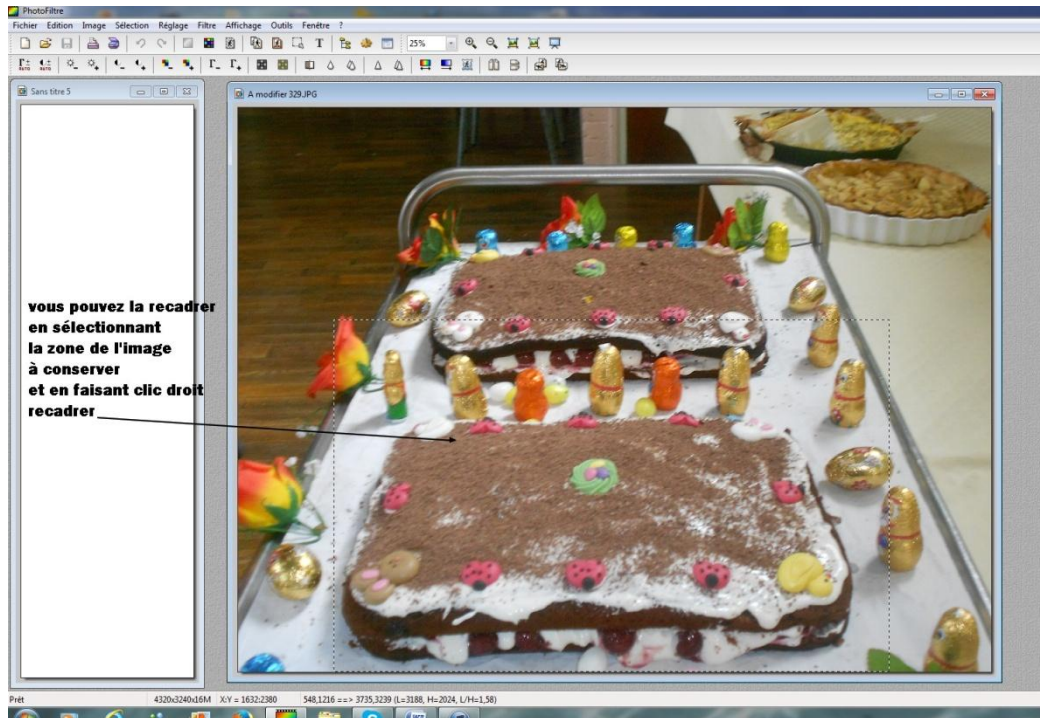 PhotoFiltre
Fichier Edition Image Sélection Réglage Filtre Affichage Outils Fenêtre ?
25%
Sans titre 5
A modifier 329.JPG
vous pouvez la recadrer
en sélectionnant
la zone de l'image
à conserver
et en faisant clic droit
recadrer
Prêt 4320x3240x16M X:Y = 1632:2380 548,1216 ==> 3735,3239 (L=3188, H=2024, L/H=1,58)